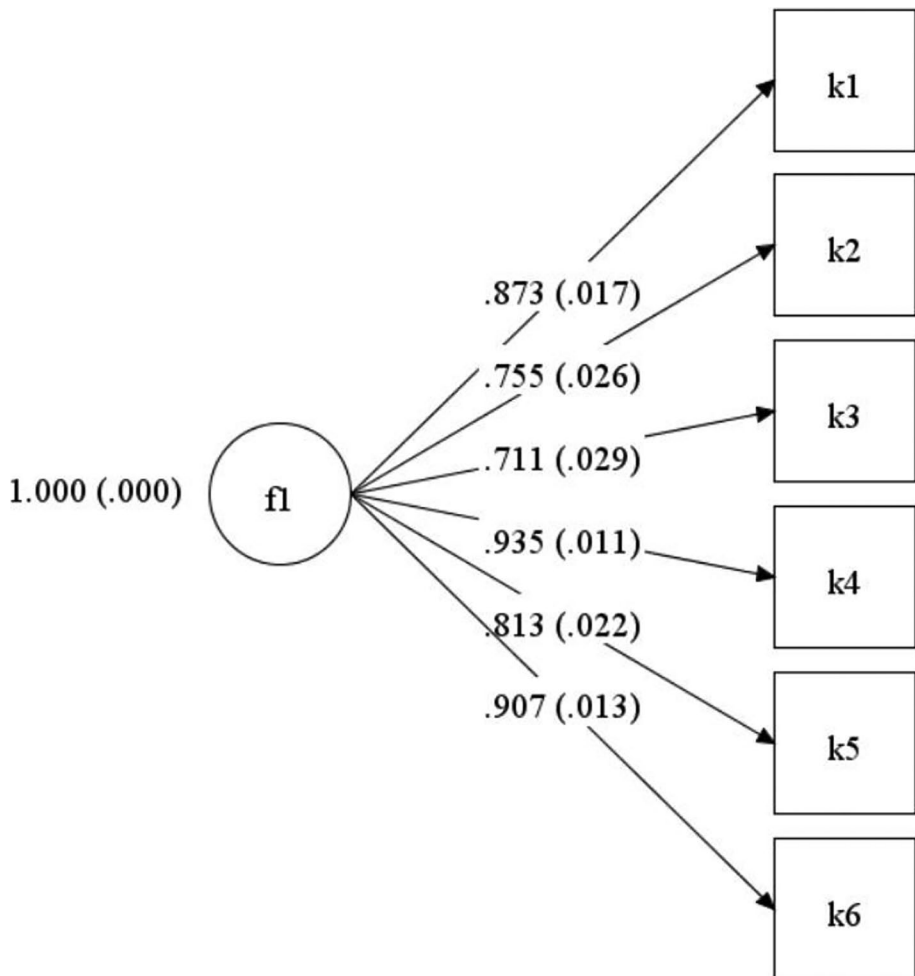 k1
k2
.873 (.017)
.755 (.026)
k3
.711 (.029)
1.000 (.000)
f1
.935 (.011)
k4
.813 (.022)
k5
.907 (.013)
k6